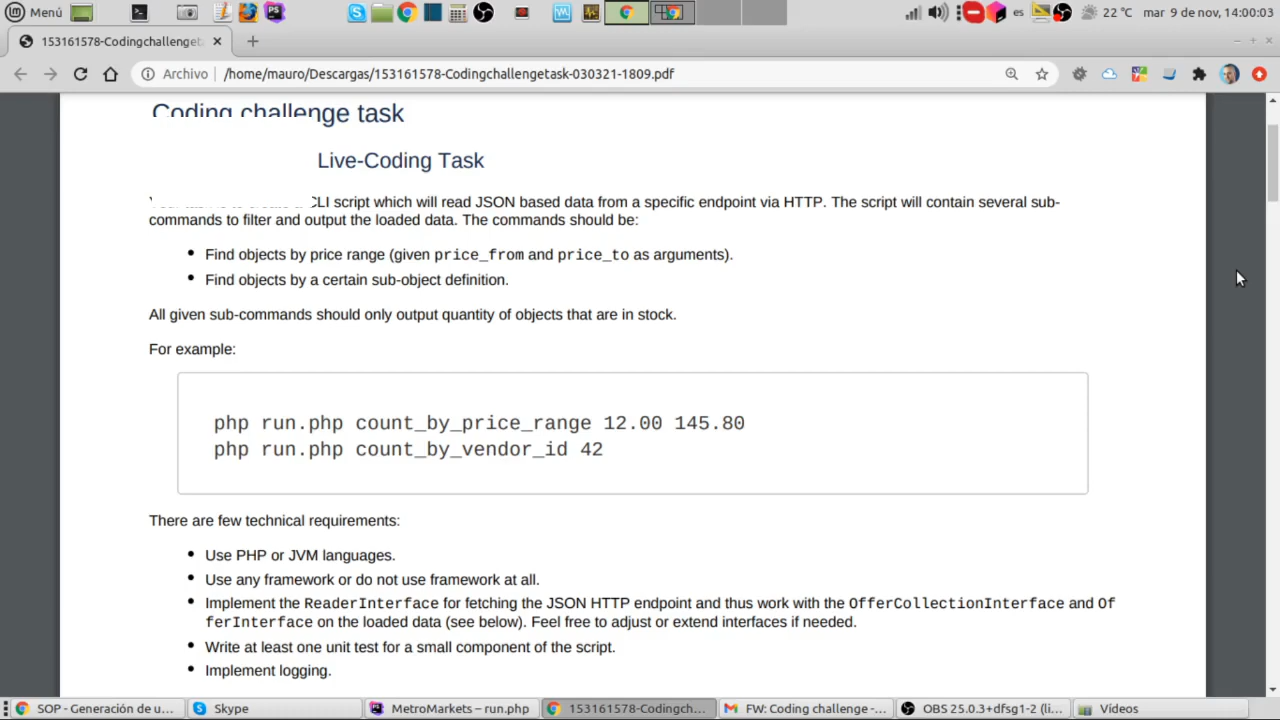 Menú
es
22 °C
mar 9 de nov, 14:00:03
153161578-Codingchallenget
Archivo
/home/mauro/Descargas/153161578-Codingchallengetask-030321-1809.pdf
Coding challenge task
Live-Coding Task
CLI script which will read JSON based data from a specific endpoint via HTTP. The script will contain several sub-
commands to filter and output the loaded data. The commands should be:
• Find objects by price range (given price_from and price_to as arguments).
• Find objects by a certain sub-object definition.
All given sub-commands should only output quantity of objects that are in stock.
For example:
php run.php count_by_price_range 12.00 145.80
php run.php count_by_vendor_id 42
There are few technical requirements:
• Use PHP or JVM languages.
• Use any framework or do not use framework at all.
• Implement the ReaderInterface for fetching the JSON HTTP endpoint and thus work with the OfferCollectionInterface and Of
ferInterface on the loaded data (see below). Feel free to adjust or extend interfaces if needed.
• Write at least one unit test for a small component of the script.
• Implement logging.
SOP - Generación de u...
Skype
MetroMarkets – run.php
153161578-Codingch...
FW: Coding challenge -...
OBS 25.0.3+dfsg1-2 (li...
Vídeos